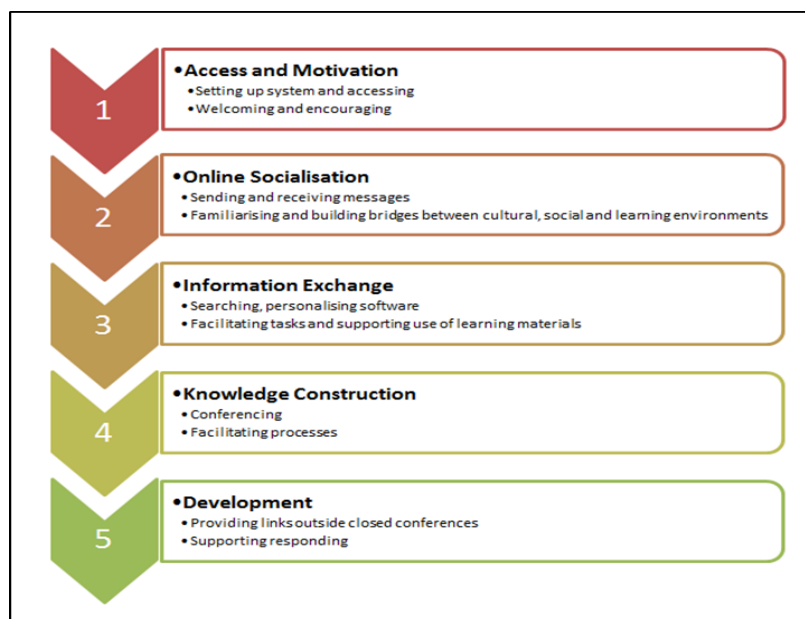 1
•Access and Motivation
•Setting up system and accessing
•Welcoming and encouraging
2
•Online Socialisation
•Sending and receiving messages
•Familiarising and building bridges between cultural, social and learning environments
3
•Information Exchange
•Searching, personalising software
•Facilitating tasks and supporting use of learning materials
4
•Knowledge Construction
•Conferencing
•Facilitating processes
5
•Development
•Providing links outside closed conferences
•Supporting responding